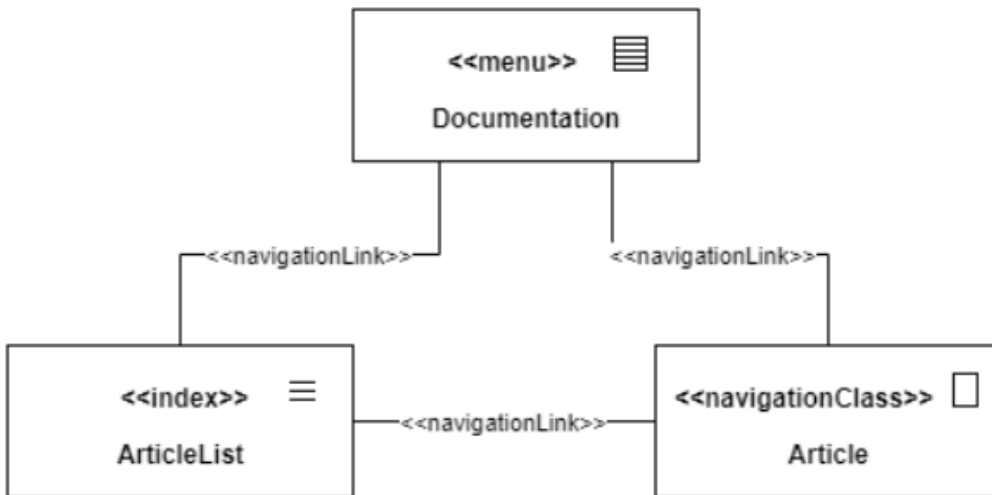 <<menu>>
Documentation
<<navigationLink>>
<<navigationLink>>
<<index>>
ArticleList
<<navigationLink>>
<<navigationClass>>
Article